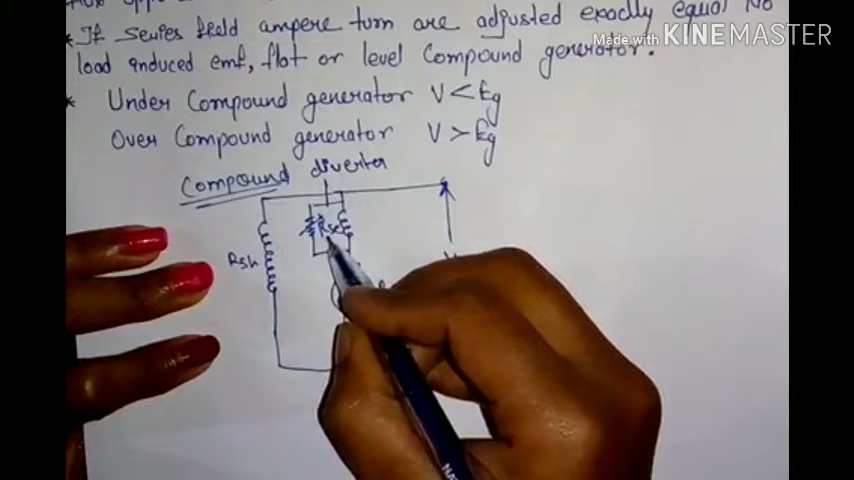 * If series field ampere turn are adjusted exactly equal No
load induced emf, flat or level Compound generator.
* Under Compound generator V < Eg
Over Compound generator V > Eg
Compound diverter
Rse
Rsh
Made with KINEMASTER